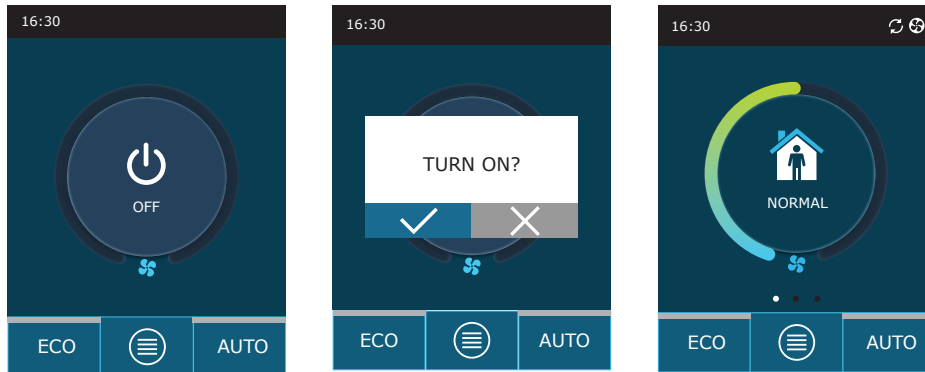 16:30
OFF
ECO
AUTO
16:30
TURN ON?
ECO
AUTO
16:30
NORMAL
ECO
AUTO